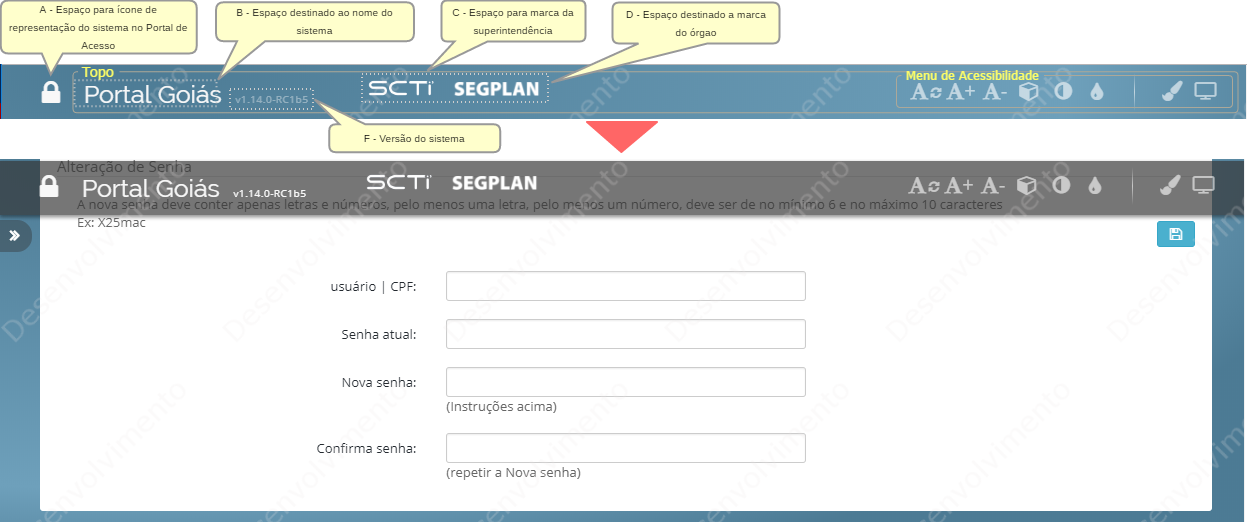 A - Espaço para ícone de
representação do sistema no Portal de
Acesso
B - Espaço destinado ao nome do
sistema
C - Espaço para marca da
superintendência
D - Espaço destinado a marca
do órgao
Topo
Portal Goiás v1.14.0-RC1b5
SCTi SEGPLAN
Menu de Acessibilidade
A A+ A-
F - Versão do sistema
Alteração de Senha
Portal Goiás v1.14.0-RC1b5
SCTi SEGPLAN
A A+ A-
A nova senha deve conter apenas letras e números, pelo menos uma letra, pelo menos um número, deve ser de no mínimo 6 e no máximo 10 caracteres
Ex: X25mac
usuário | CPF:
Senha atual:
Nova senha:
(Instruções acima)
Confirma senha:
(repetir a Nova senha)
Desenvolvimento
Desenvolvimento
Desenvolvimento
Desenvolvimento
Desenvolvimento
Desenvolvimento